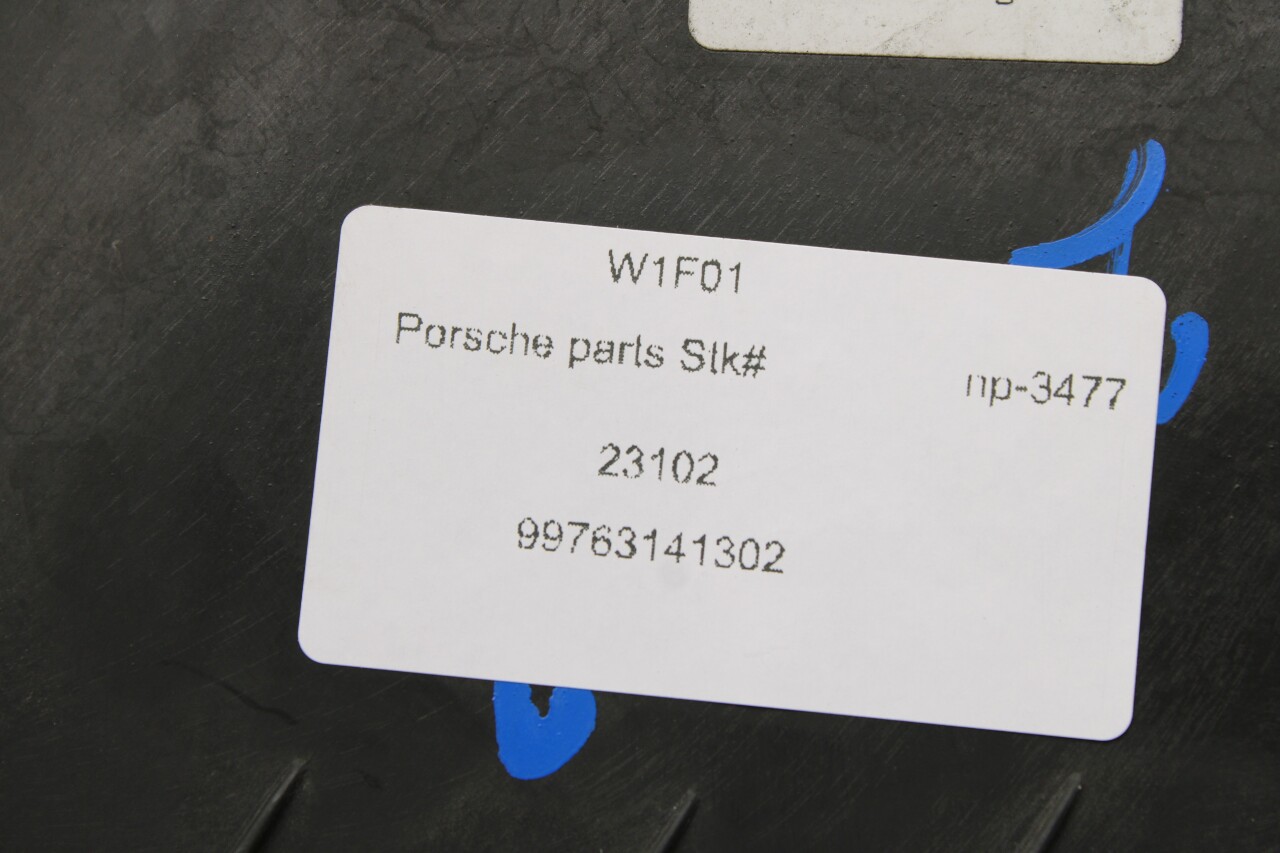 W1F01
Porsche parts Stk#
np-3477
23102
99763141302